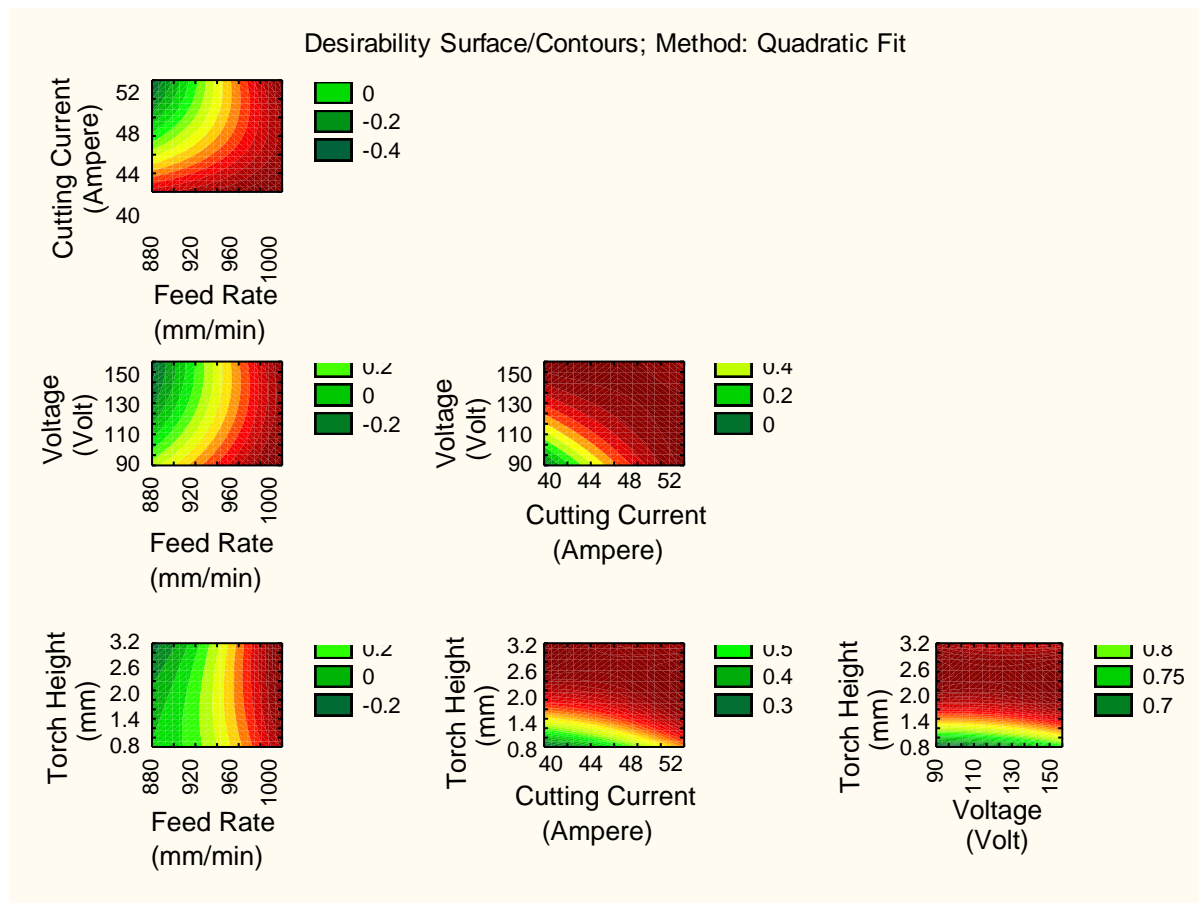 Desirability Surface/Contours; Method: Quadratic Fit
Cutting Current
(Ampere)
52
48
44
40
880
920
960
1000
Feed Rate
(mm/min)
0
-0.2
-0.4
Voltage
(Volt)
150
130
110
90
880
920
960
1000
Feed Rate
(mm/min)
0.2
0
-0.2
Voltage
(Volt)
150
130
110
90
40 44 48 52
Cutting Current
(Ampere)
0.4
0.2
0
Torch Height
(mm)
3.2
2.6
2.0
1.4
0.8
880
920
960
1000
Feed Rate
(mm/min)
0.2
0
-0.2
Torch Height
(mm)
3.2
2.6
2.0
1.4
0.8
40 44 48 52
Cutting Current
(Ampere)
0.5
0.4
0.3
Torch Height
(mm)
3.2
2.6
2.0
1.4
0.8
90
110
130
150
Voltage
(Volt)
0.8
0.75
0.7